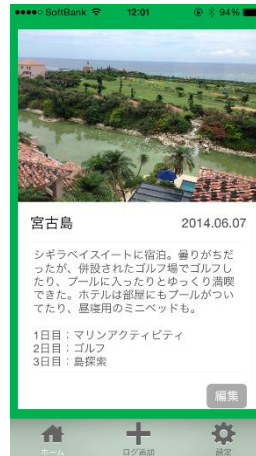 SoftBank 12:01 94%
宮古島 2014.06.07
シギラベイスイートに宿泊。曇りがちだ
ったが、併設されたゴルフ場でゴルフし
たり、プールに入ったりとゆっくり満喫
できた。ホテルは部屋にもプールがつい
てたり、昼寝用のミニベッドも。
1日目：マリンアクティビティ
2日目：ゴルフ
3日目：島探索
編集
ホーム ログ追加 設定